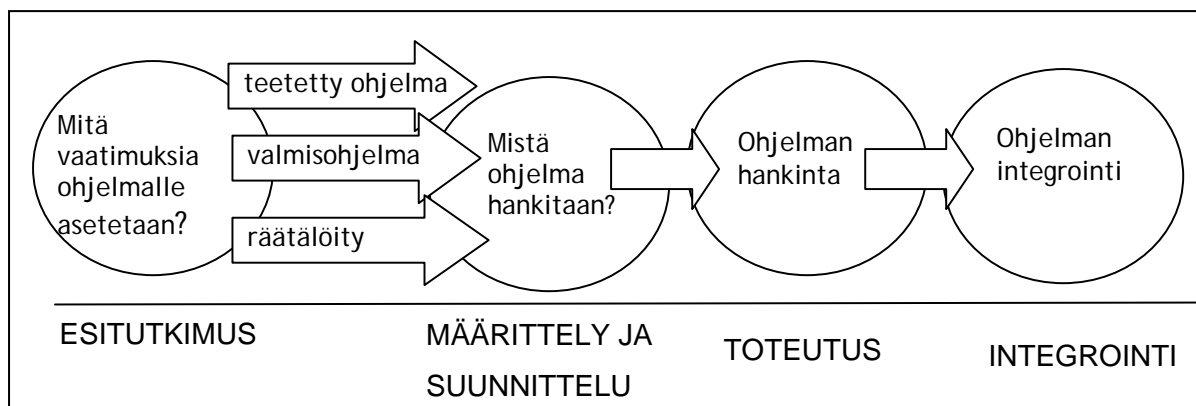 Mitä
vaatimuksia
ohjelmalle
asetetaan?
teetetty ohjelma
valmisohjelma
räätälöity
Mistä
ohjelma
hankitaan?
Ohjelman
hankinta
Ohjelman
integrointi
ESITUTKIMUS
MÄÄRITTELY JA
SUUNNITTELU
TOTEUTUS
INTEGROINTI